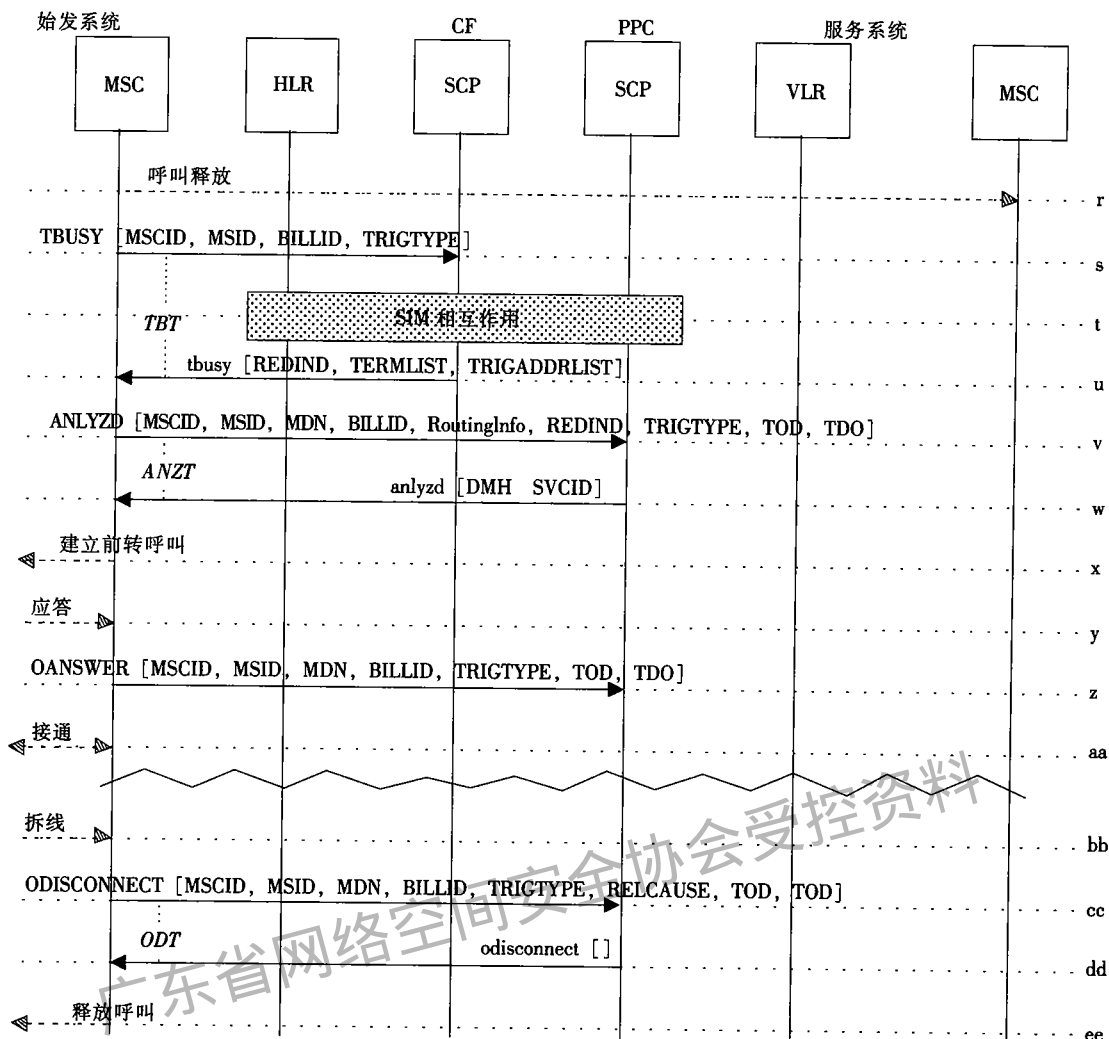 始发系统 CF PPC 服务系统
MSC HLR SCP SCP VLR MSC
呼叫释放 r
TBUSY [MSCID, MSID, BILLID, TRIGTYPE] s
TBT SIM 相互作用 t
tbusy [REDIND, TERMLIST, TRIGADDRLIST] u
ANLYZD [MSCID, MSID, MDN, BILLID, RoutingInfo, REDIND, TRIGTYPE, TOD, TDO] v
ANZT
anlyzd [DMH SVCID] w
建立前转呼叫 x
应答 y
OANSWER [MSCID, MSID, MDN, BILLID, TRIGTYPE, TOD, TDO] z
接通 aa
拆线 bb
ODISCONNECT [MSCID, MSID, MDN, BILLID, TRIGTYPE, RELCAUSE, TOD, TOD] cc
ODT odisconnect [] dd
释放呼叫 ee
广东省网络空间安全协会受控资料